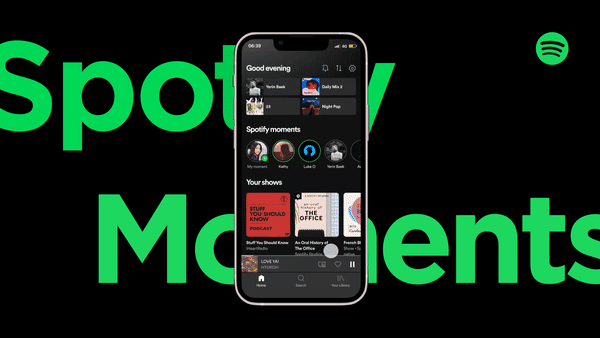 Spotify
Moments
06:39
4G
Good evening
Yerin Baek
Daily Mix 2
23
Night Pop
Spotify moments
My moment
Kathy
Luke D
Yerin Baek
Your shows
STUFF
YOU SHOULD
KNOW
PODCAST
an oral history of
THE OFFICE
Stuff You Should Know
iHeartRadio
An Oral History of
The Office
Spotify Studios
French Bl
Show •
LOVE YA!
HYUKOH
Home
Search
Your Library